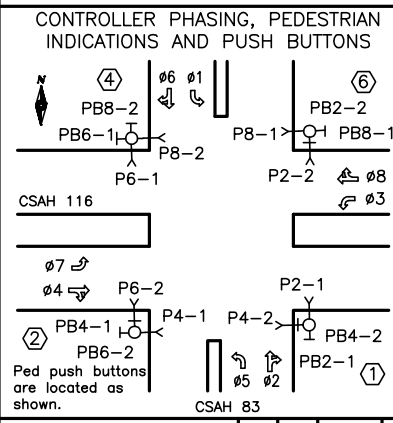 CONTROLLER PHASING, PEDESTRIAN
INDICATIONS AND PUSH BUTTONS
N
4
Ø6 Ø1
6
PB8-2
PB2-2
PB6-1
P8-1
PB8-1
P8-2
P6-1
P2-2
Ø8
CSAH 116
Ø3
Ø7
Ø4
P6-2
P2-1
PB4-1
P4-1
P4-2
2
PB4-2
PB6-2
PB2-1
1
Ped push buttons
are located as
shown.
Ø5 Ø2
CSAH 83